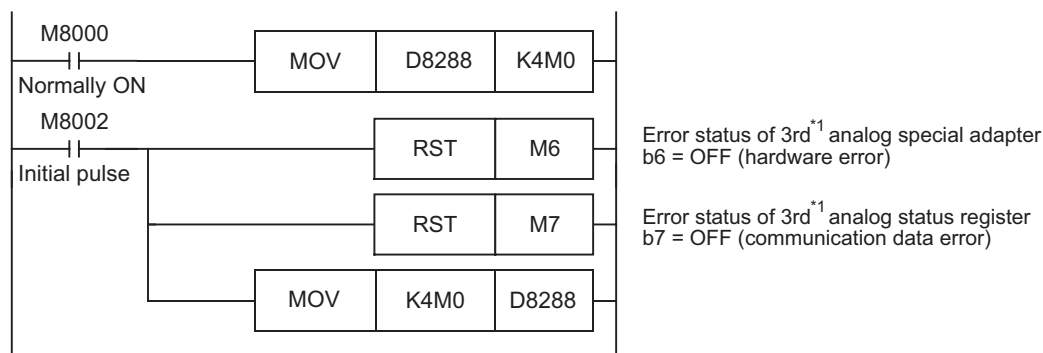 M8000
MOV D8288 K4M0
Normally ON
M8002
RST M6
Initial pulse
Error status of 3rd*1 analog special adapter
b6 = OFF (hardware error)
RST M7
Error status of 3rd*1 analog status register
b7 = OFF (communication data error)
MOV K4M0 D8288